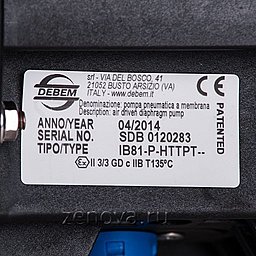 srl - VIA DEL BOSCO, 41
21052 BUSTO ARSIZIO (VA)
ITALY - www.debem.it
DEBEM
Denominazione: pompa pneumatica a membrana
Description: air driven diaphragm pump
ANNO/YEAR 04/2014
SERIAL NO. SDB 0120283
TIPO/TYPE IB81-P-HTTPT--
Ex II 3/3 GD c IIB T135°C
PATENTED
zenova.ru